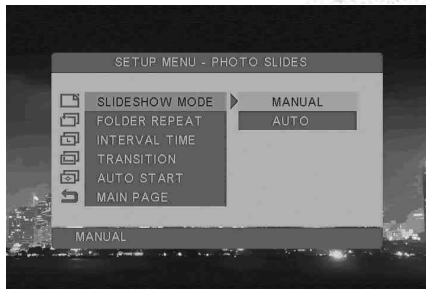 SETUP MENU - PHOTO SLIDES
SLIDESHOW MODE MANUAL
FOLDER REPEAT AUTO
INTERVAL TIME
TRANSITION
AUTO START
MAIN PAGE
MANUAL